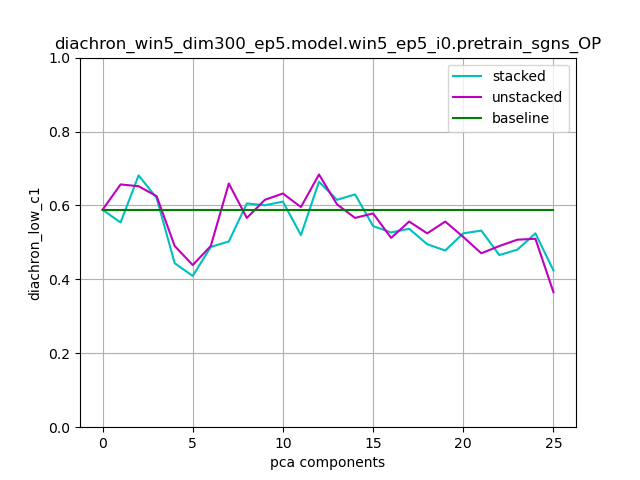 diachron_win5_dim300_ep5.model.win5_ep5_i0.pretrain_sgns_OP
stacked
unstacked
baseline
diachron_low_c1
1.0
0.8
0.6
0.4
0.2
0.0
0
5
10
15
20
25
pca components